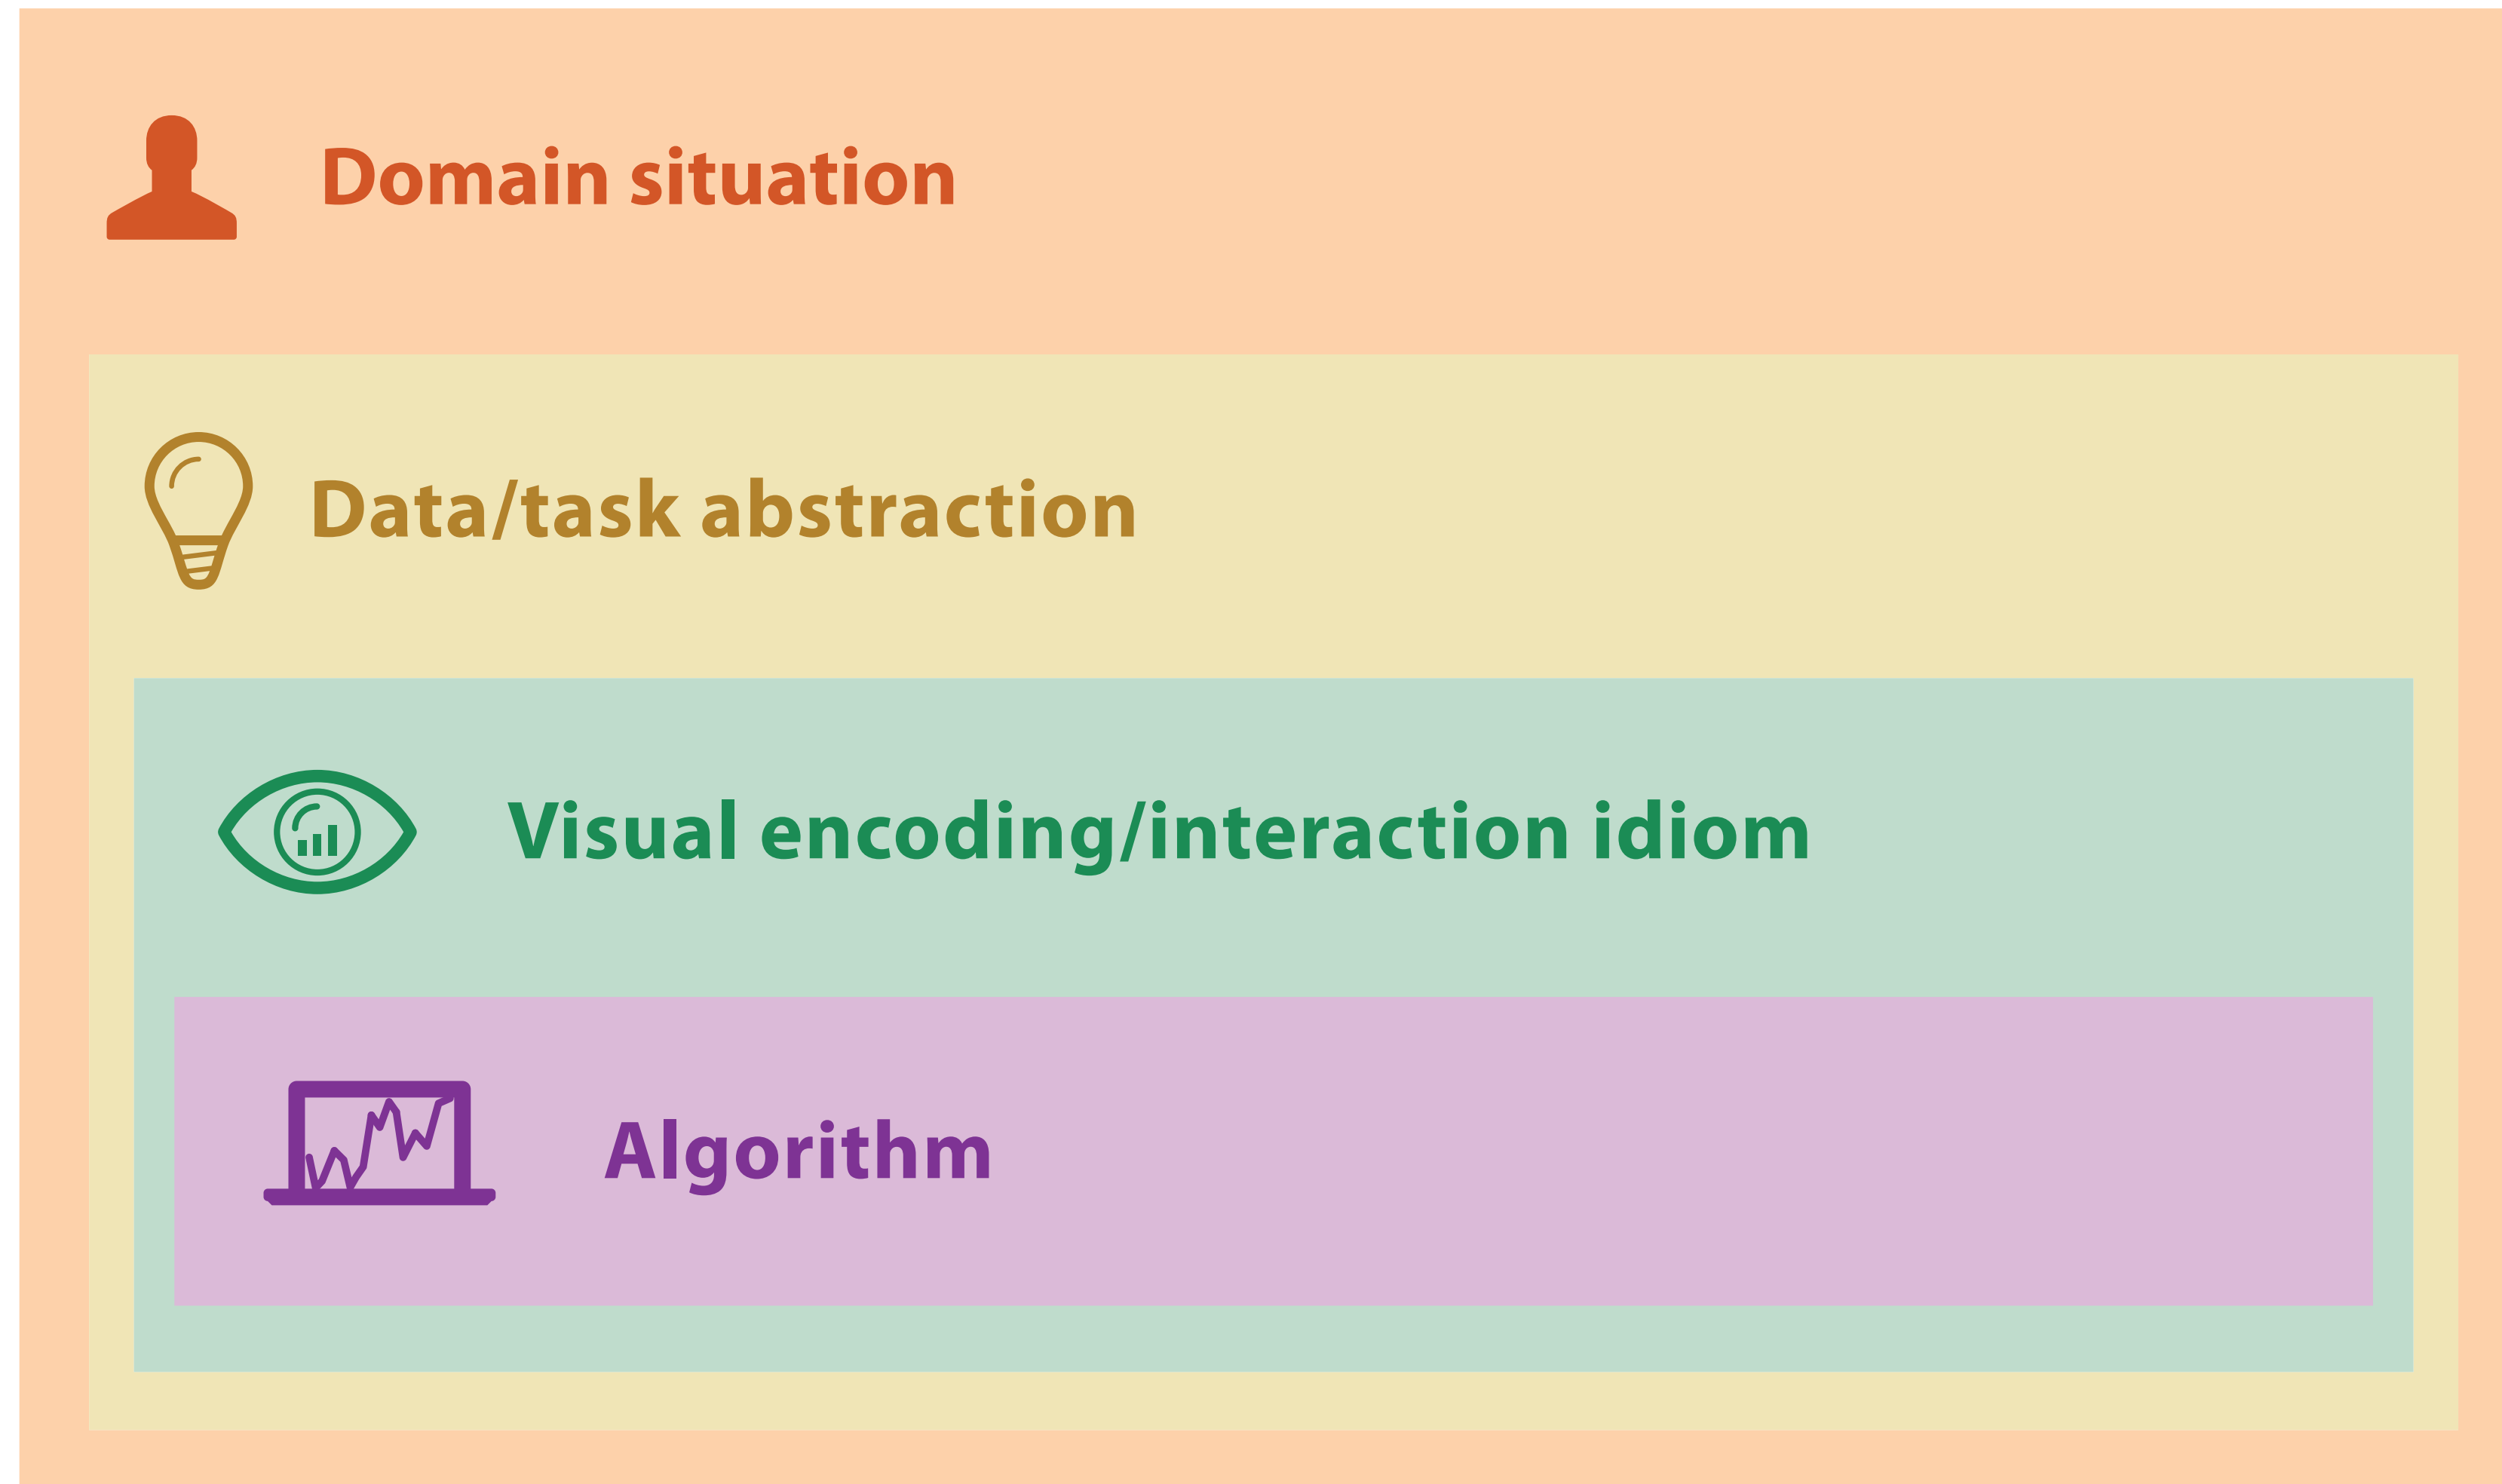 Domain situation
Data/task abstraction
Visual encoding/interaction idiom
Algorithm